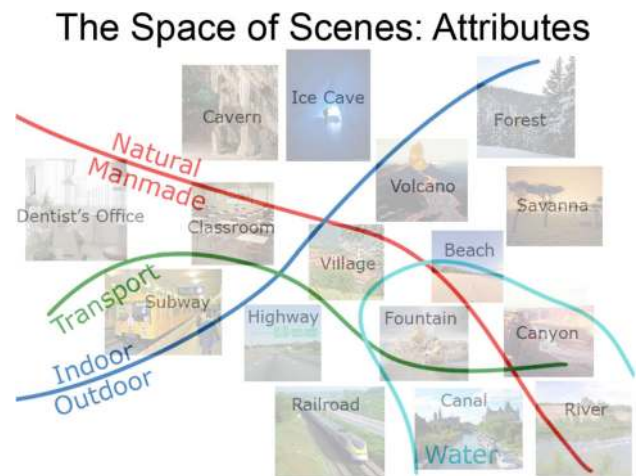 The Space of Scenes: Attributes
Ice Cave
Cavern
Forest
Natural
Manmade
Volcano
Savanna
Dentist's Office
Classroom
Beach
Village
Transport
Subway
Highway
Fountain
Canyon
Indoor
Outdoor
Railroad
Canal
River
Water